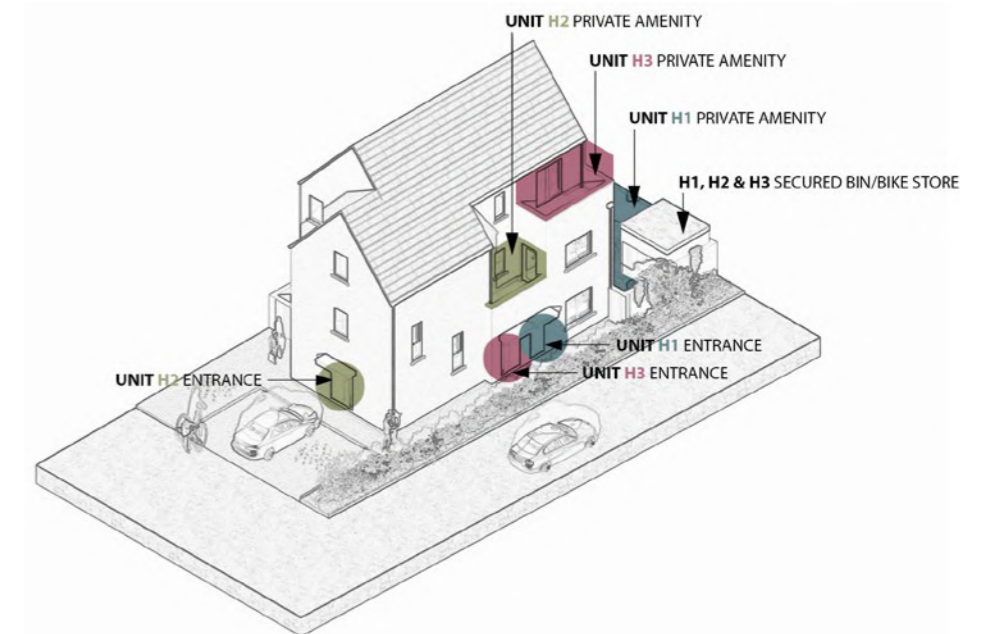 UNIT H2 PRIVATE AMENITY
UNIT H3 PRIVATE AMENITY
UNIT H1 PRIVATE AMENITY
H1, H2 & H3 SECURED BIN/BIKE STORE
UNIT H1 ENTRANCE
UNIT H3 ENTRANCE
UNIT H2 ENTRANCE